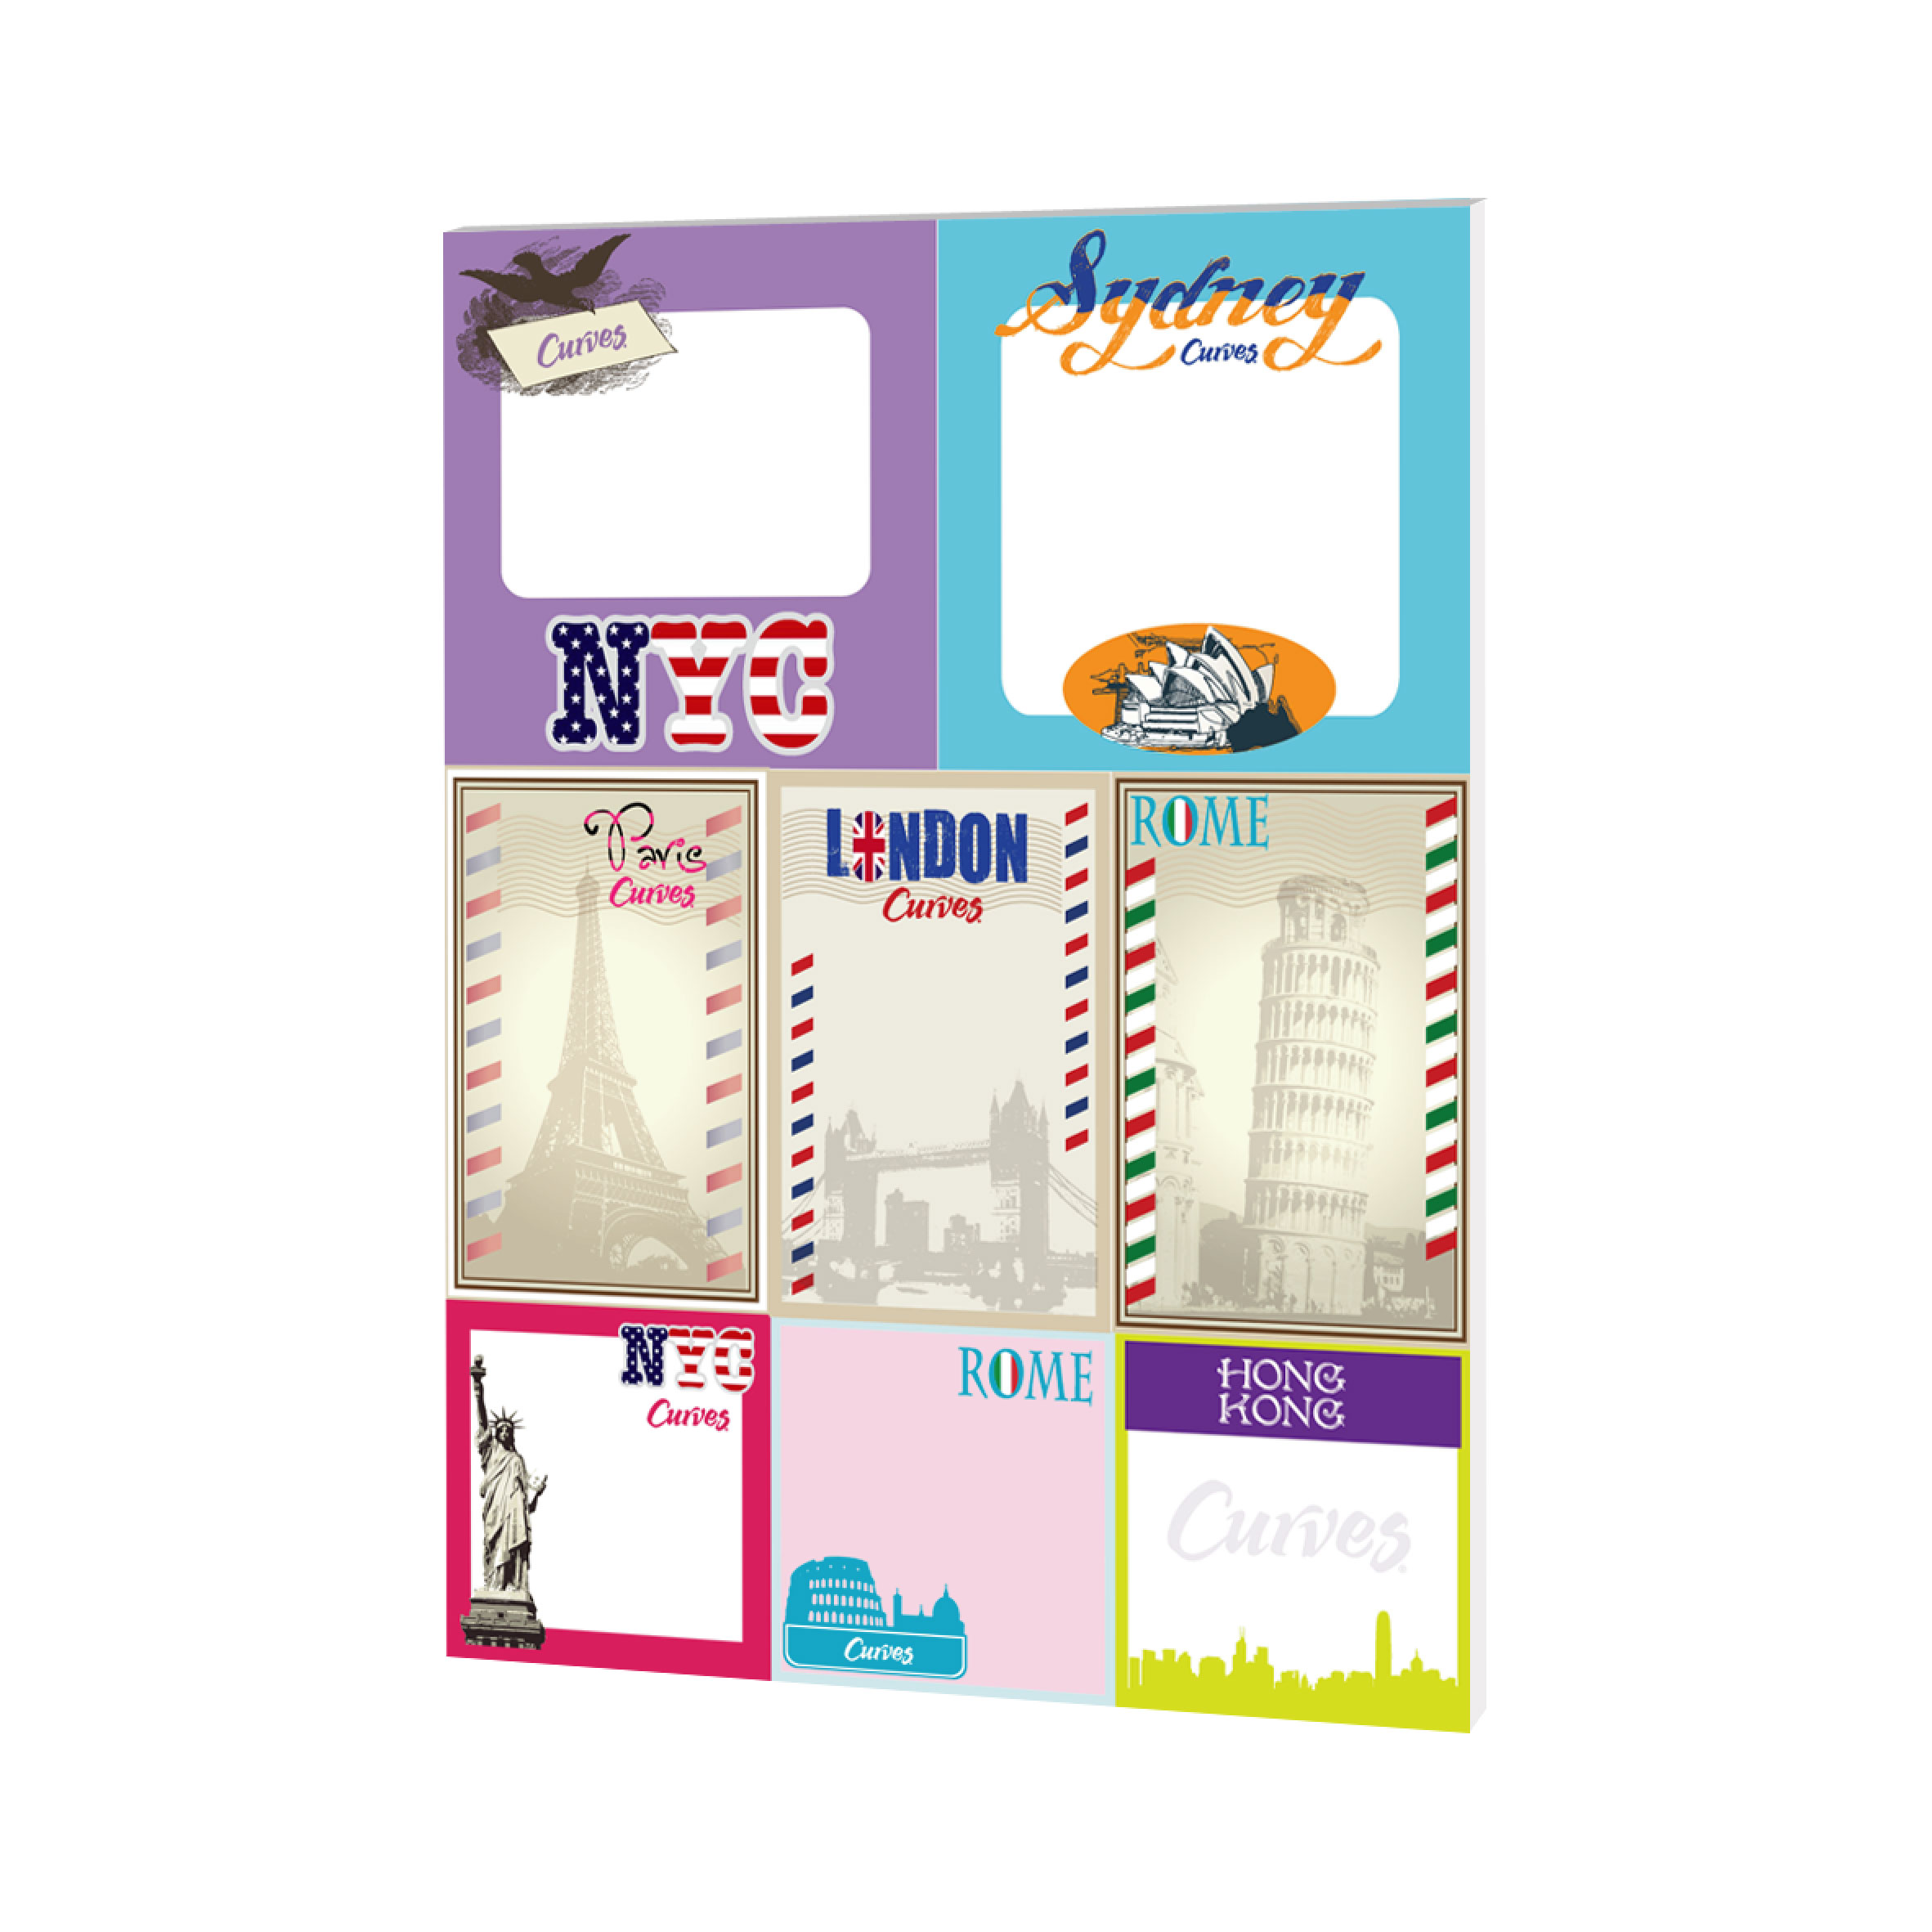 Curves
NYC
Sydney
Curves
Paris
Curves
LONDON
Curves
ROME
NYC
Curves
ROME
Curves
HONG
KONG
Curves